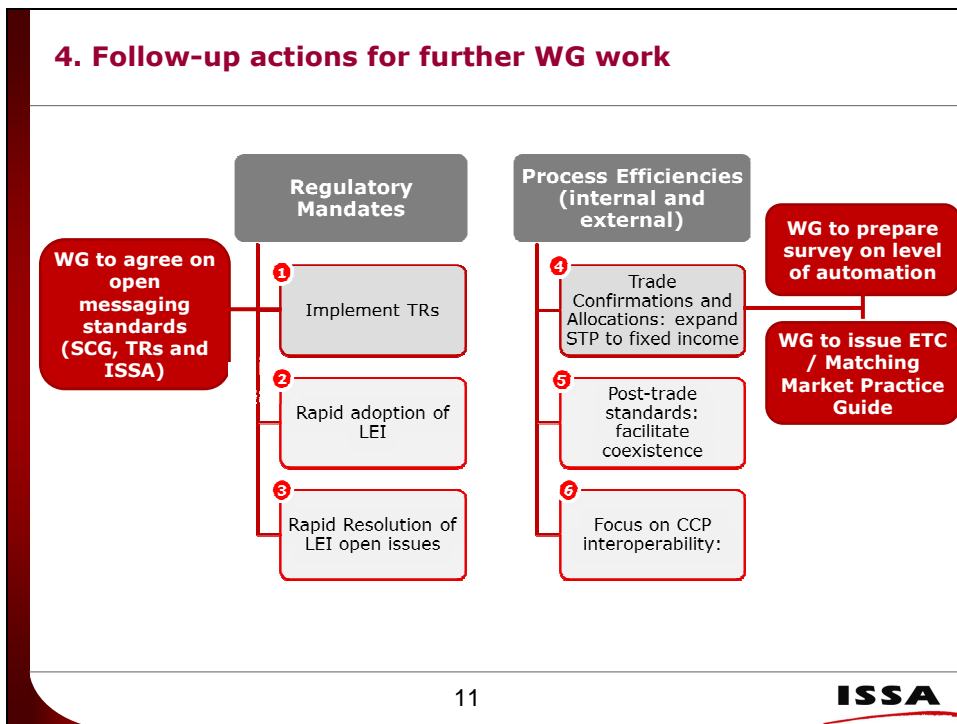 4. Follow-up actions for further WG work
Regulatory
Mandates
WG to agree on
open
messaging
standards
(SCG, TRs and
ISSA)
1
Implement TRs
2
Rapid adoption of
LEI
3
Rapid Resolution of
LEI open issues
Process Efficiencies
(internal and
external)
4
Trade
Confirmations and
Allocations: expand
STP to fixed income
WG to prepare
survey on level
of automation
WG to issue ETC
/ Matching
Market Practice
Guide
5
Post-trade
standards:
facilitate
coexistence
6
Focus on CCP
interoperability:
11
ISSA